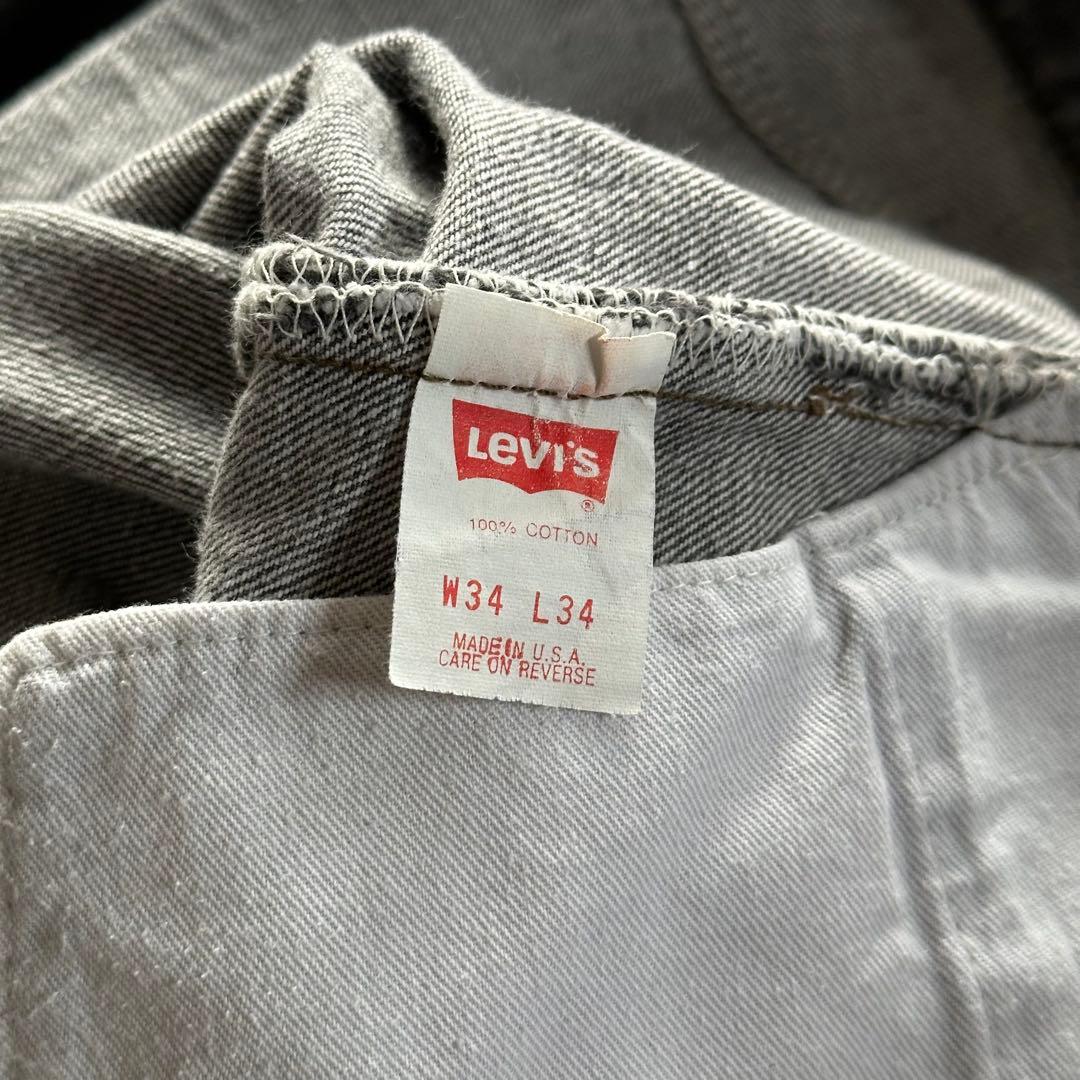 Levi's
®
100% COTTON
W34 L34
MADE IN U.S.A.
CARE ON REVERSE